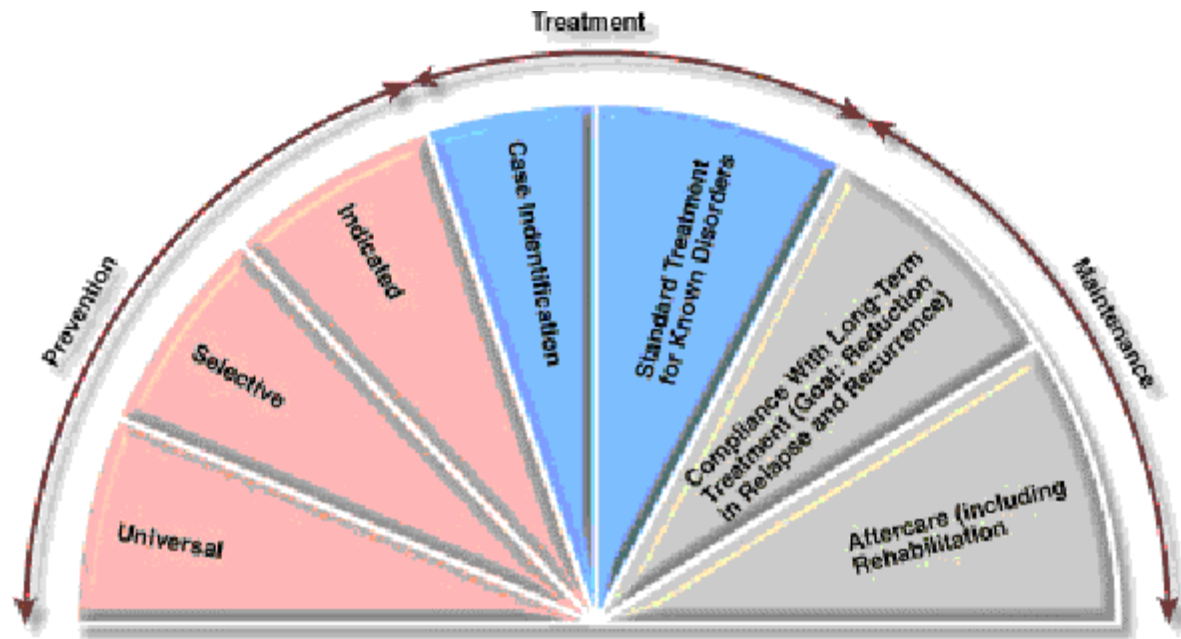 Treatment
Prevention
Maintenance
Universal
Selective
Indicated
Case Indentification
Standard Treatment
for Known Disorders
Compliance With Long-Term
Treatment (Goal: Reduction
in Relapse and Recurrence)
Aftercare (including
Rehabilitation